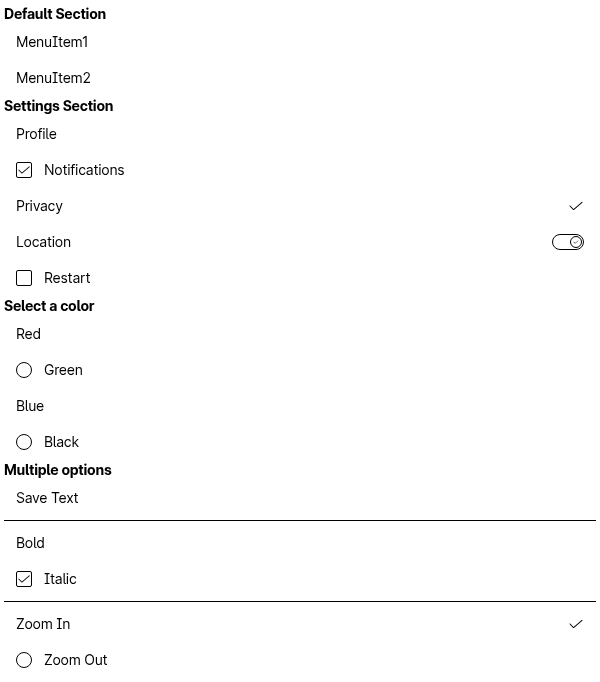 Default Section
MenuItem1
MenuItem2
Settings Section
Profile
Notifications
Privacy
Location
Restart
Select a color
Red
Green
Blue
Black
Multiple options
Save Text
Bold
Italic
Zoom In
Zoom Out